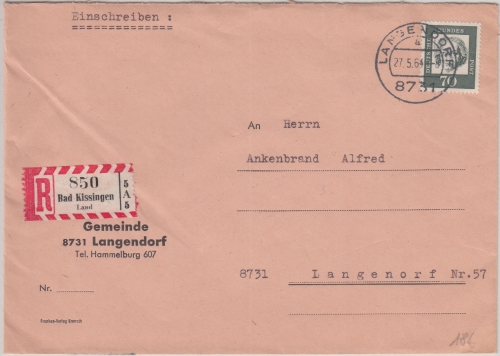 Einschreiben :
LANGENDORF
a
27.5.64
8731
DEUTSCHE BUNDESPOST
70
An Herrn
Ankenbrand Alfred
R 850
Bad Kissingen
Land
5
A
5
Gemeinde
8731 Langendorf
Tel. Hammelburg 607
8731 Langenorf Nr.57
Nr.